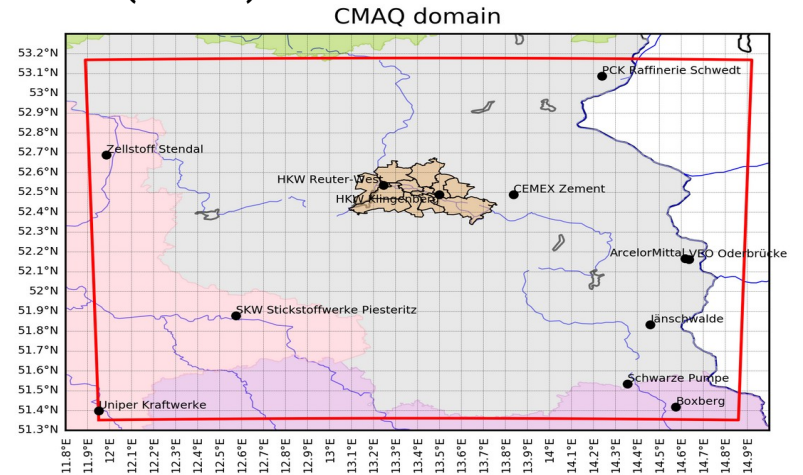 CMAQ domain
53.2°N
53.1°N
53°N
52.9°N
52.8°N
52.7°N
52.6°N
52.5°N
52.4°N
52.3°N
52.2°N
52.1°N
52°N
51.9°N
51.8°N
51.7°N
51.6°N
51.5°N
51.4°N
51.3°N
PCK Raffinerie Schwedt
Zellstoff Stendal
HKW Reuter-West
CEMEX Zement
HKW Klingenberg
ArcelorMittal
VEO Oderbrücke
SKW Stickstoffwerke Piesteritz
Jänschwalde
Schwarze Pumpe
Boxberg
Uniper Kraftwerke
11.8°E
11.9°E
12°E
12.1°E
12.2°E
12.3°E
12.4°E
12.5°E
12.6°E
12.7°E
12.8°E
12.9°E
13°E
13.1°E
13.2°E
13.3°E
13.4°E
13.5°E
13.6°E
13.7°E
13.8°E
13.9°E
14°E
14.1°E
14.2°E
14.3°E
14.4°E
14.5°E
14.6°E
14.7°E
14.8°E
14.9°E